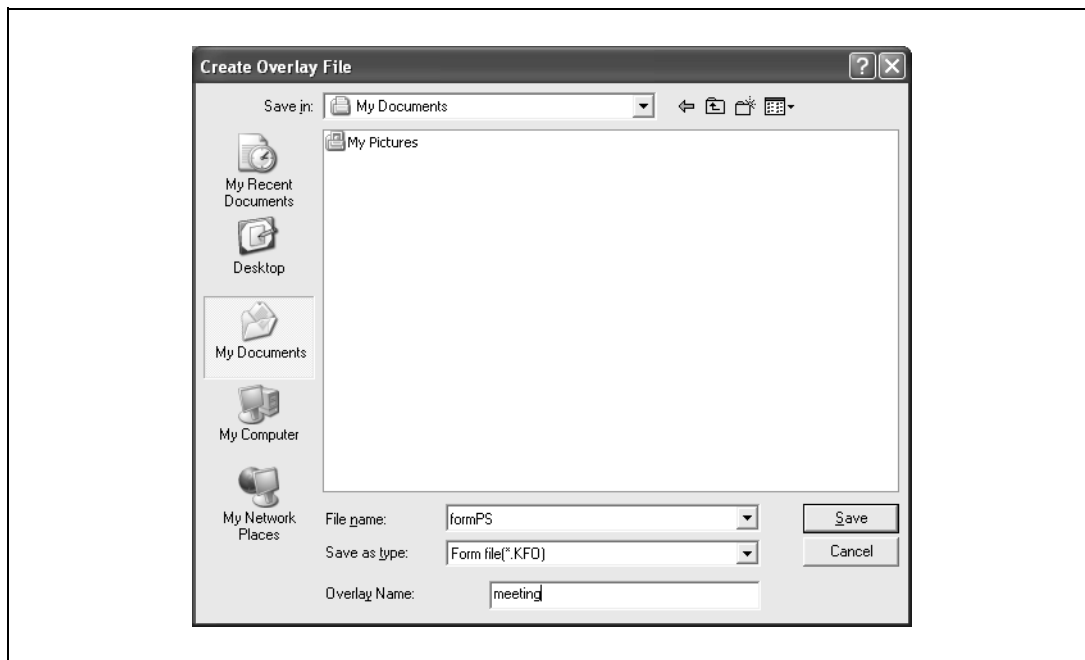 Create Overlay File
Save in: My Documents
My Pictures
My Recent
Documents
Desktop
My Documents
My Computer
My Network
Places
File name: formPS Save
Save as type: Form file(*.KFO) Cancel
Overlay Name: meeting